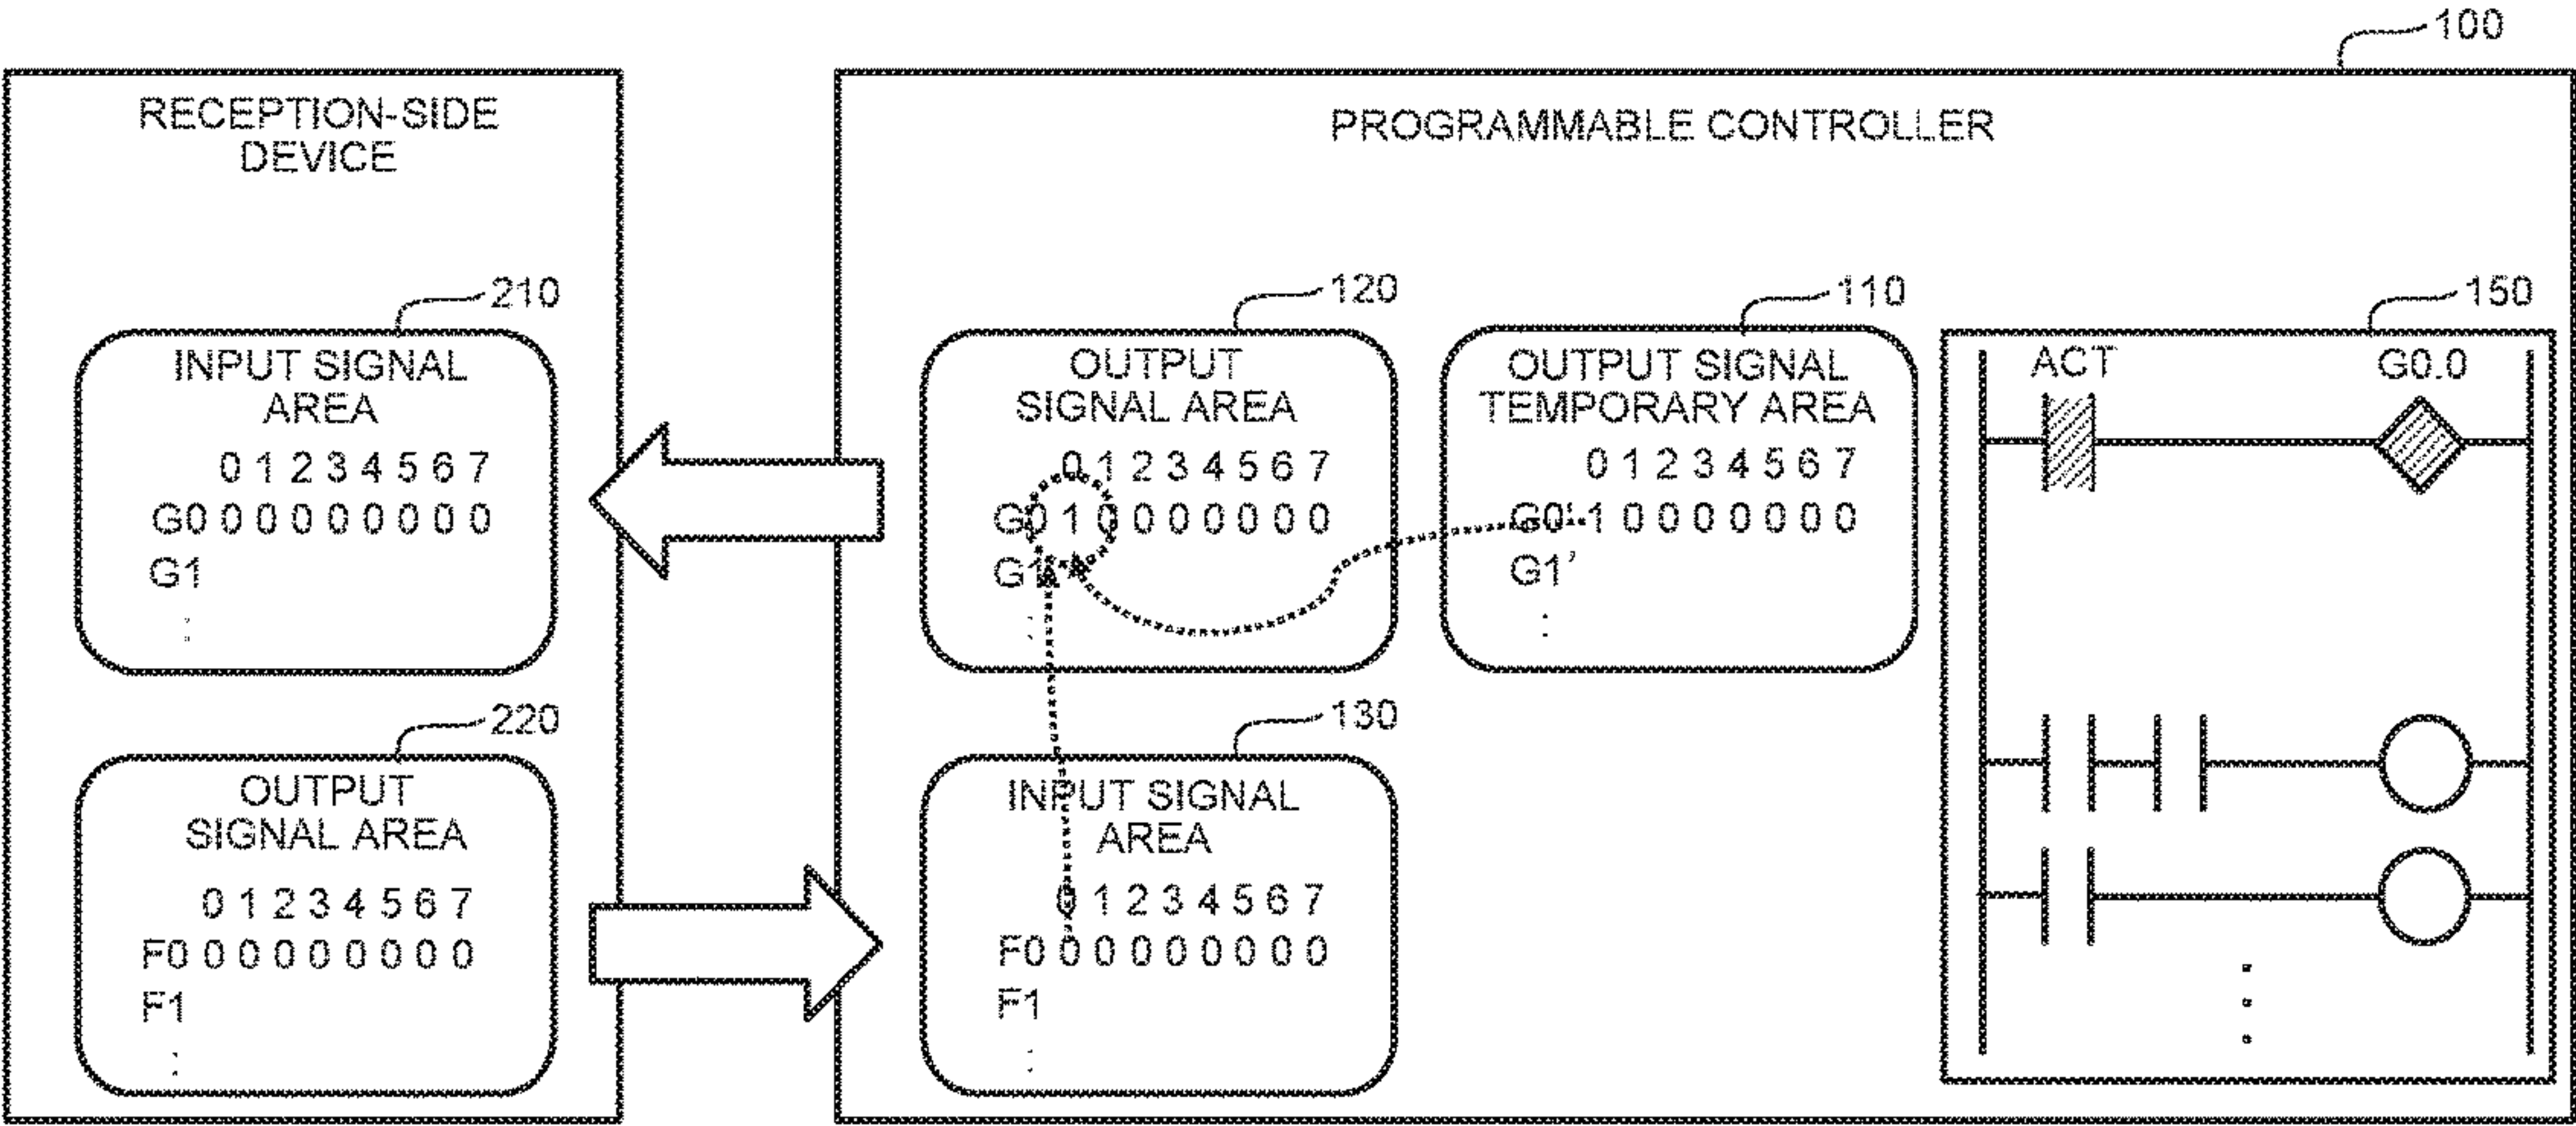 100
RECEPTION-SIDE
DEVICE
PROGRAMMABLE CONTROLLER
210
INPUT SIGNAL
AREA
0 1 2 3 4 5 6 7
G0 0 0 0 0 0 0 0 0
G1
:
120
OUTPUT
SIGNAL AREA
0 1 2 3 4 5 6 7
G0 1 0 0 0 0 0 0 0
G1
:
110
OUTPUT SIGNAL
TEMPORARY AREA
0 1 2 3 4 5 6 7
G0' 1 0 0 0 0 0 0 0
G1'
:
150
ACT
G0.0
220
OUTPUT
SIGNAL AREA
0 1 2 3 4 5 6 7
F0 0 0 0 0 0 0 0 0
F1
:
130
INPUT SIGNAL
AREA
0 1 2 3 4 5 6 7
F0 0 0 0 0 0 0 0 0
F1
: